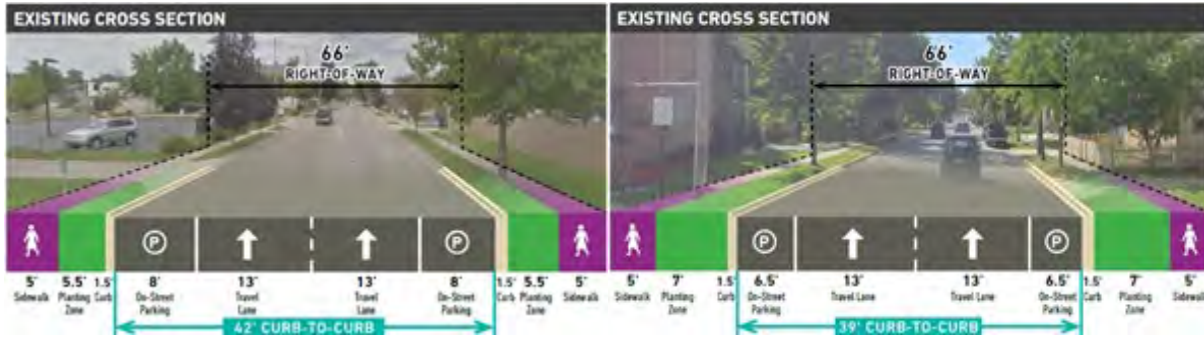 EXISTING CROSS SECTION
66'
RIGHT-OF-WAY
P
P
5' 5.5' 1.5' 8' 13' 13' 8' 1.5' 5.5' 5'
Sidewalk Planting Curb On-Street Travel Travel On-Street Curb Planting Sidewalk
Zone Parking Lane Lane Parking Zone
42' CURB-TO-CURB
EXISTING CROSS SECTION
66'
RIGHT-OF-WAY
P
P
5' 7' 1.5' 6.5' 13' 13' 6.5' 1.5' 7' 5'
Sidewalk Planting Curb On-Street Travel Lane Travel Lane On-Street Curb Planting Sidewalk
Zone Parking Parking Zone
39' CURB-TO-CURB